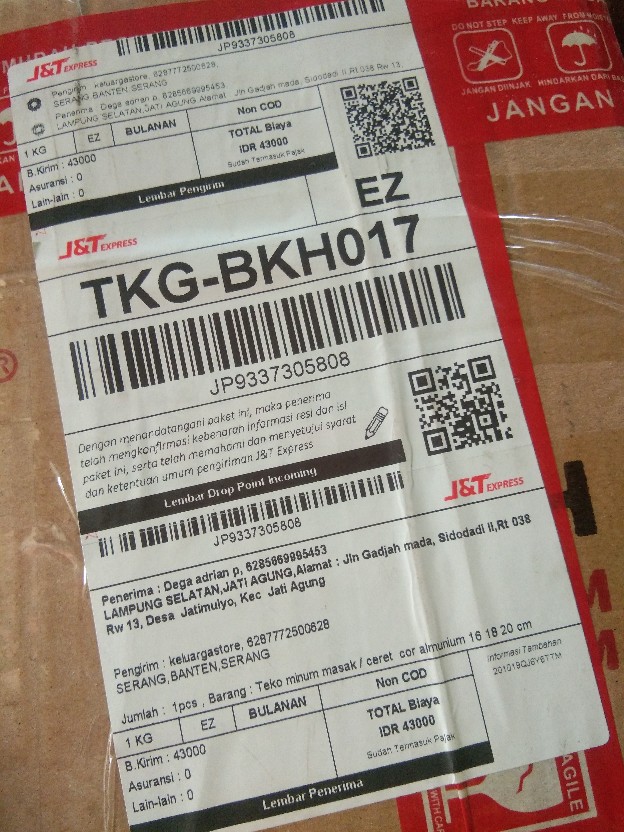 BARANG
DO NOT STEP KEEP AWAY FROM
JANGAN DIINJAK HINDARKAN DARI
JANGAN
J&T EXPRESS
JP9337305808
Pengirim keluargastore, 6287772500628,
SERANG BANTEN, SERANG
Penerima Dega adrian p, 6285669995453
LAMPUNG SELATAN, JATI AGUNG Alamat Jln Gadjah mada, Sidodadi II Rt 038 Rw 13,
1 KG EZ BULANAN Non COD
B.Kirim : 43000
Asuransi : 0
Lain-lain : 0
TOTAL Biaya
IDR 43000
Sudah Termasuk Pajak
Lembar Pengirim
EZ
J&T EXPRESS
TKG-BKH017
JP9337305808
Dengan menandatangani paket ini, maka penerima
telah mengkonfirmasi kebenaran informasi resi dan isi
paket ini, serta telah memahami dan menyetujui syarat
dan ketentuan umum pengiriman J&T Express
Lembar Drop Point Incoming
J&T EXPRESS
JP9337305808
Penerima : Dega adrian p, 6285669995453
LAMPUNG SELATAN,JATI AGUNG,Alamat : Jln Gadjah mada, Sidodadi II,Rt 038
Rw 13, Desa Jatimulyo, Kec Jati Agung
Pengirim : keluargastore, 6287772500628
SERANG,BANTEN,SERANG
Jumlah : 1pcs , Barang : Teko minum masak / ceret cor almunium 16 18 20 cm
Informasi Tambahan
1 KG EZ BULANAN Non COD
B.Kirim : 43000
Asuransi : 0
Lain-lain : 0
TOTAL Biaya
IDR 43000
Sudah Termasuk Pajak
Lembar Penerima